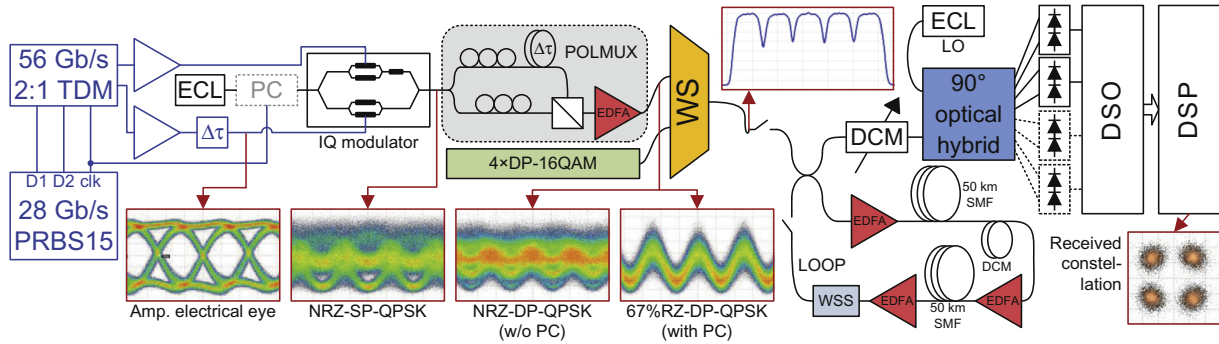 56 Gb/s
2:1 TDM
D1 D2 clk
28 Gb/s
PRBS15
Δτ
ECL
PC
IQ modulator
Δτ
POLMUX
EDFA
4×DP-16QAM
WS
Amp. electrical eye
NRZ-SP-QPSK
NRZ-DP-QPSK
(w/o PC)
67%RZ-DP-QPSK
(with PC)
ECL
LO
DCM
90°
optical
hybrid
DSO
DSP
EDFA
50 km
SMF
DCM
EDFA
50 km
SMF
EDFA
WSS
LOOP
Received
constel-
lation